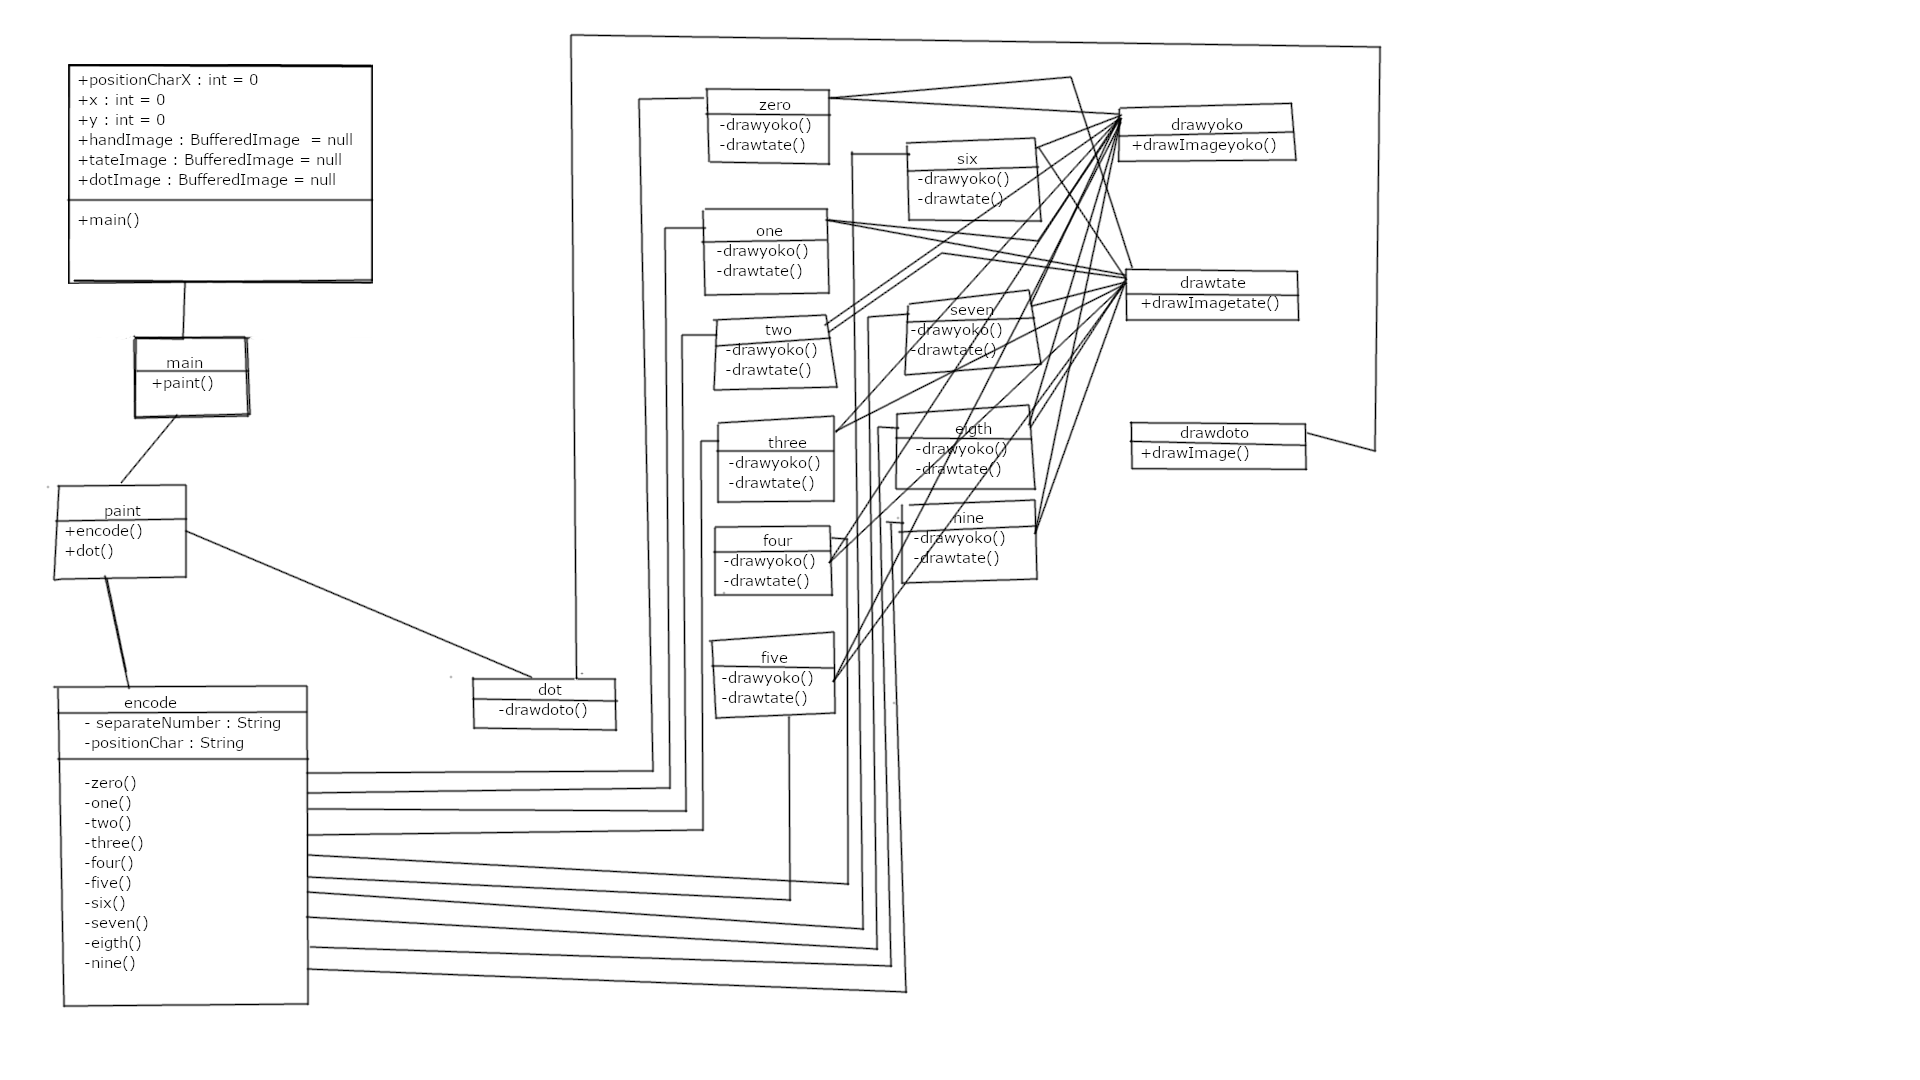 +positionCharX : int = 0
+x : int = 0
+y : int = 0
+handImage : BufferedImage  = null
+tateImage : BufferedImage = null
+dotImage : BufferedImage = null
+main()
main
+paint()
paint
+encode()
+dot()
encode
- separateNumber : String
-positionChar : String
-zero()
-one()
-two()
-three()
-four()
-five()
-six()
-seven()
-eigth()
-nine()
dot
-drawdoto()
zero
-drawyoko()
-drawtate()
one
-drawyoko()
-drawtate()
two
-drawyoko()
-drawtate()
three
-drawyoko()
-drawtate()
four
-drawyoko()
-drawtate()
five
-drawyoko()
-drawtate()
six
-drawyoko()
-drawtate()
seven
-drawyoko()
-drawtate()
eigth
-drawyoko()
-drawtate()
nine
-drawyoko()
-drawtate()
drawyoko
+drawImageyoko()
drawtate
+drawImagetate()
drawdoto
+drawImage()